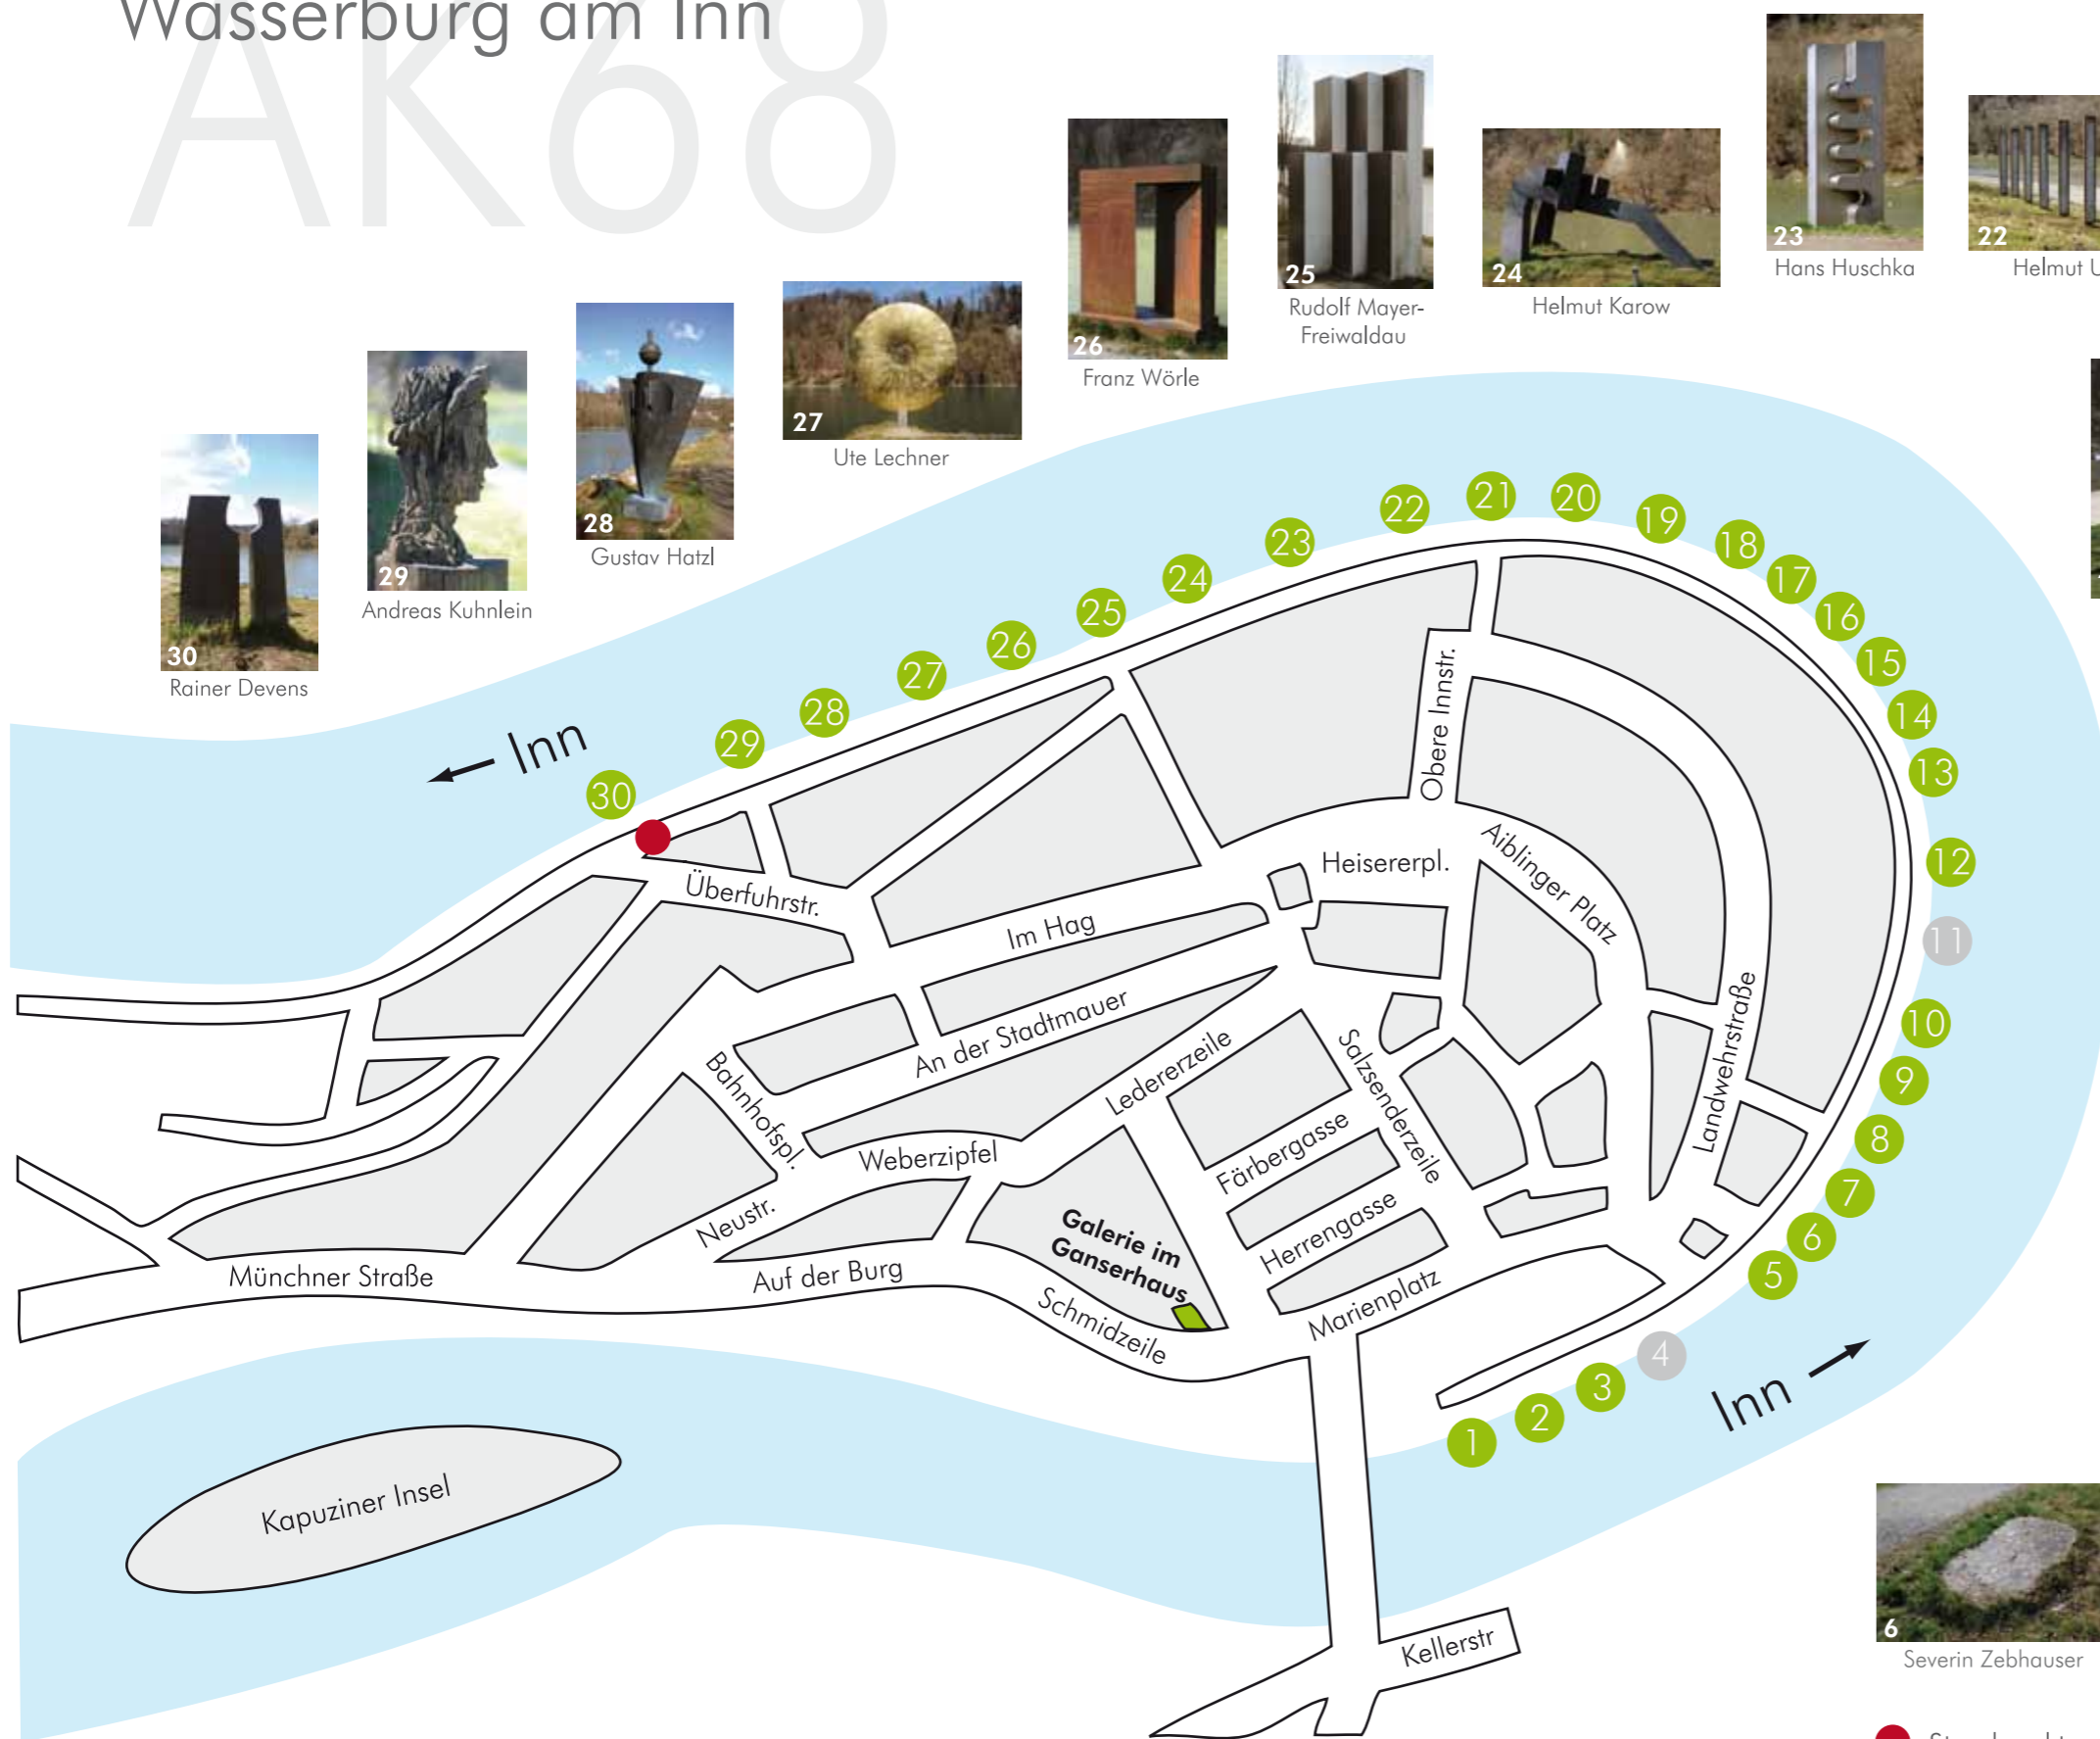 Wasserburg am Inn
AK68
23
Hans Huschka
22
Helmut U
25
Rudolf Mayer-
Freiwaldau
24
Helmut Karow
26
Franz Wörle
27
Ute Lechner
28
Gustav Hatzl
29
Andreas Kuhnlein
30
Rainer Devens
Inn
30
29
28
27
26
25
24
23
22
21
20
19
18
17
16
15
14
13
12
11
10
9
8
7
6
5
4
3
2
1
Inn
Obere Innstr.
Heisererpl.
Aiblinger Platz
Überfuhrstr.
Im Hag
An der Stadtmauer
Landwehrstraße
Bahnhofspl.
Ledererzeile
Salzsenderzeile
Weberzipfel
Färbergasse
Neustr.
Herrengasse
Galerie im
Ganserhaus
Münchner Straße
Auf der Burg
Schmidzeile
Marienplatz
Kapuziner Insel
Kellerstr
6
Severin Zebhauser